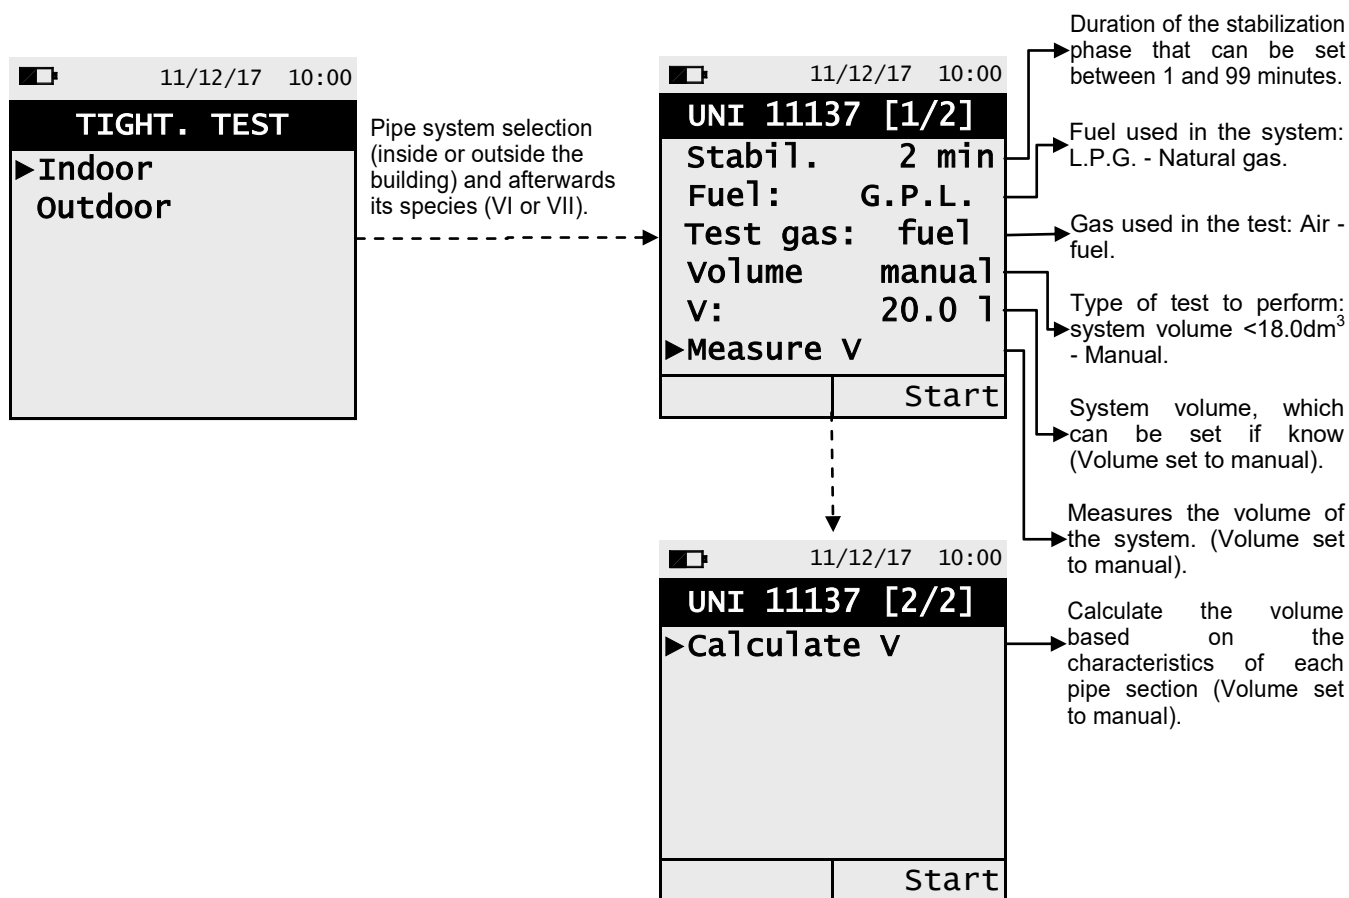 11/12/17 10:00
TIGHT. TEST
►Indoor
Outdoor
Pipe system selection
(inside or outside the
building) and afterwards
its species (VI or VII).
11/12/17 10:00
UNI 11137 [1/2]
Stabil. 2 min
Fuel: G.P.L.
Test gas: fuel
Volume manual
V: 20.0 l
►Measure V
Start
Duration of the stabilization
phase that can be set
between 1 and 99 minutes.
Fuel used in the system:
L.P.G. - Natural gas.
Gas used in the test: Air -
fuel.
Type of test to perform:
system volume <18.0dm³
- Manual.
System volume, which
can be set if know
(Volume set to manual).
Measures the volume of
the system. (Volume set
to manual).
11/12/17 10:00
UNI 11137 [2/2]
►Calculate V
Start
Calculate the volume
based on the
characteristics of each
pipe section (Volume set
to manual).